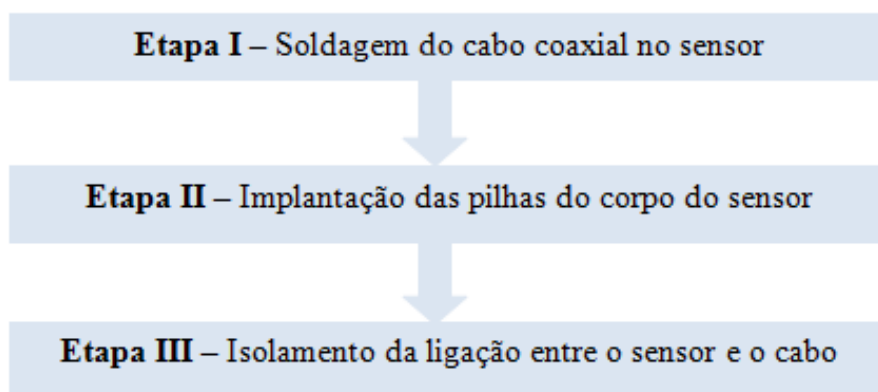 Etapa I – Soldagem do cabo coaxial no sensor
Etapa II – Implantação das pilhas do corpo do sensor
Etapa III – Isolamento da ligação entre o sensor e o cabo